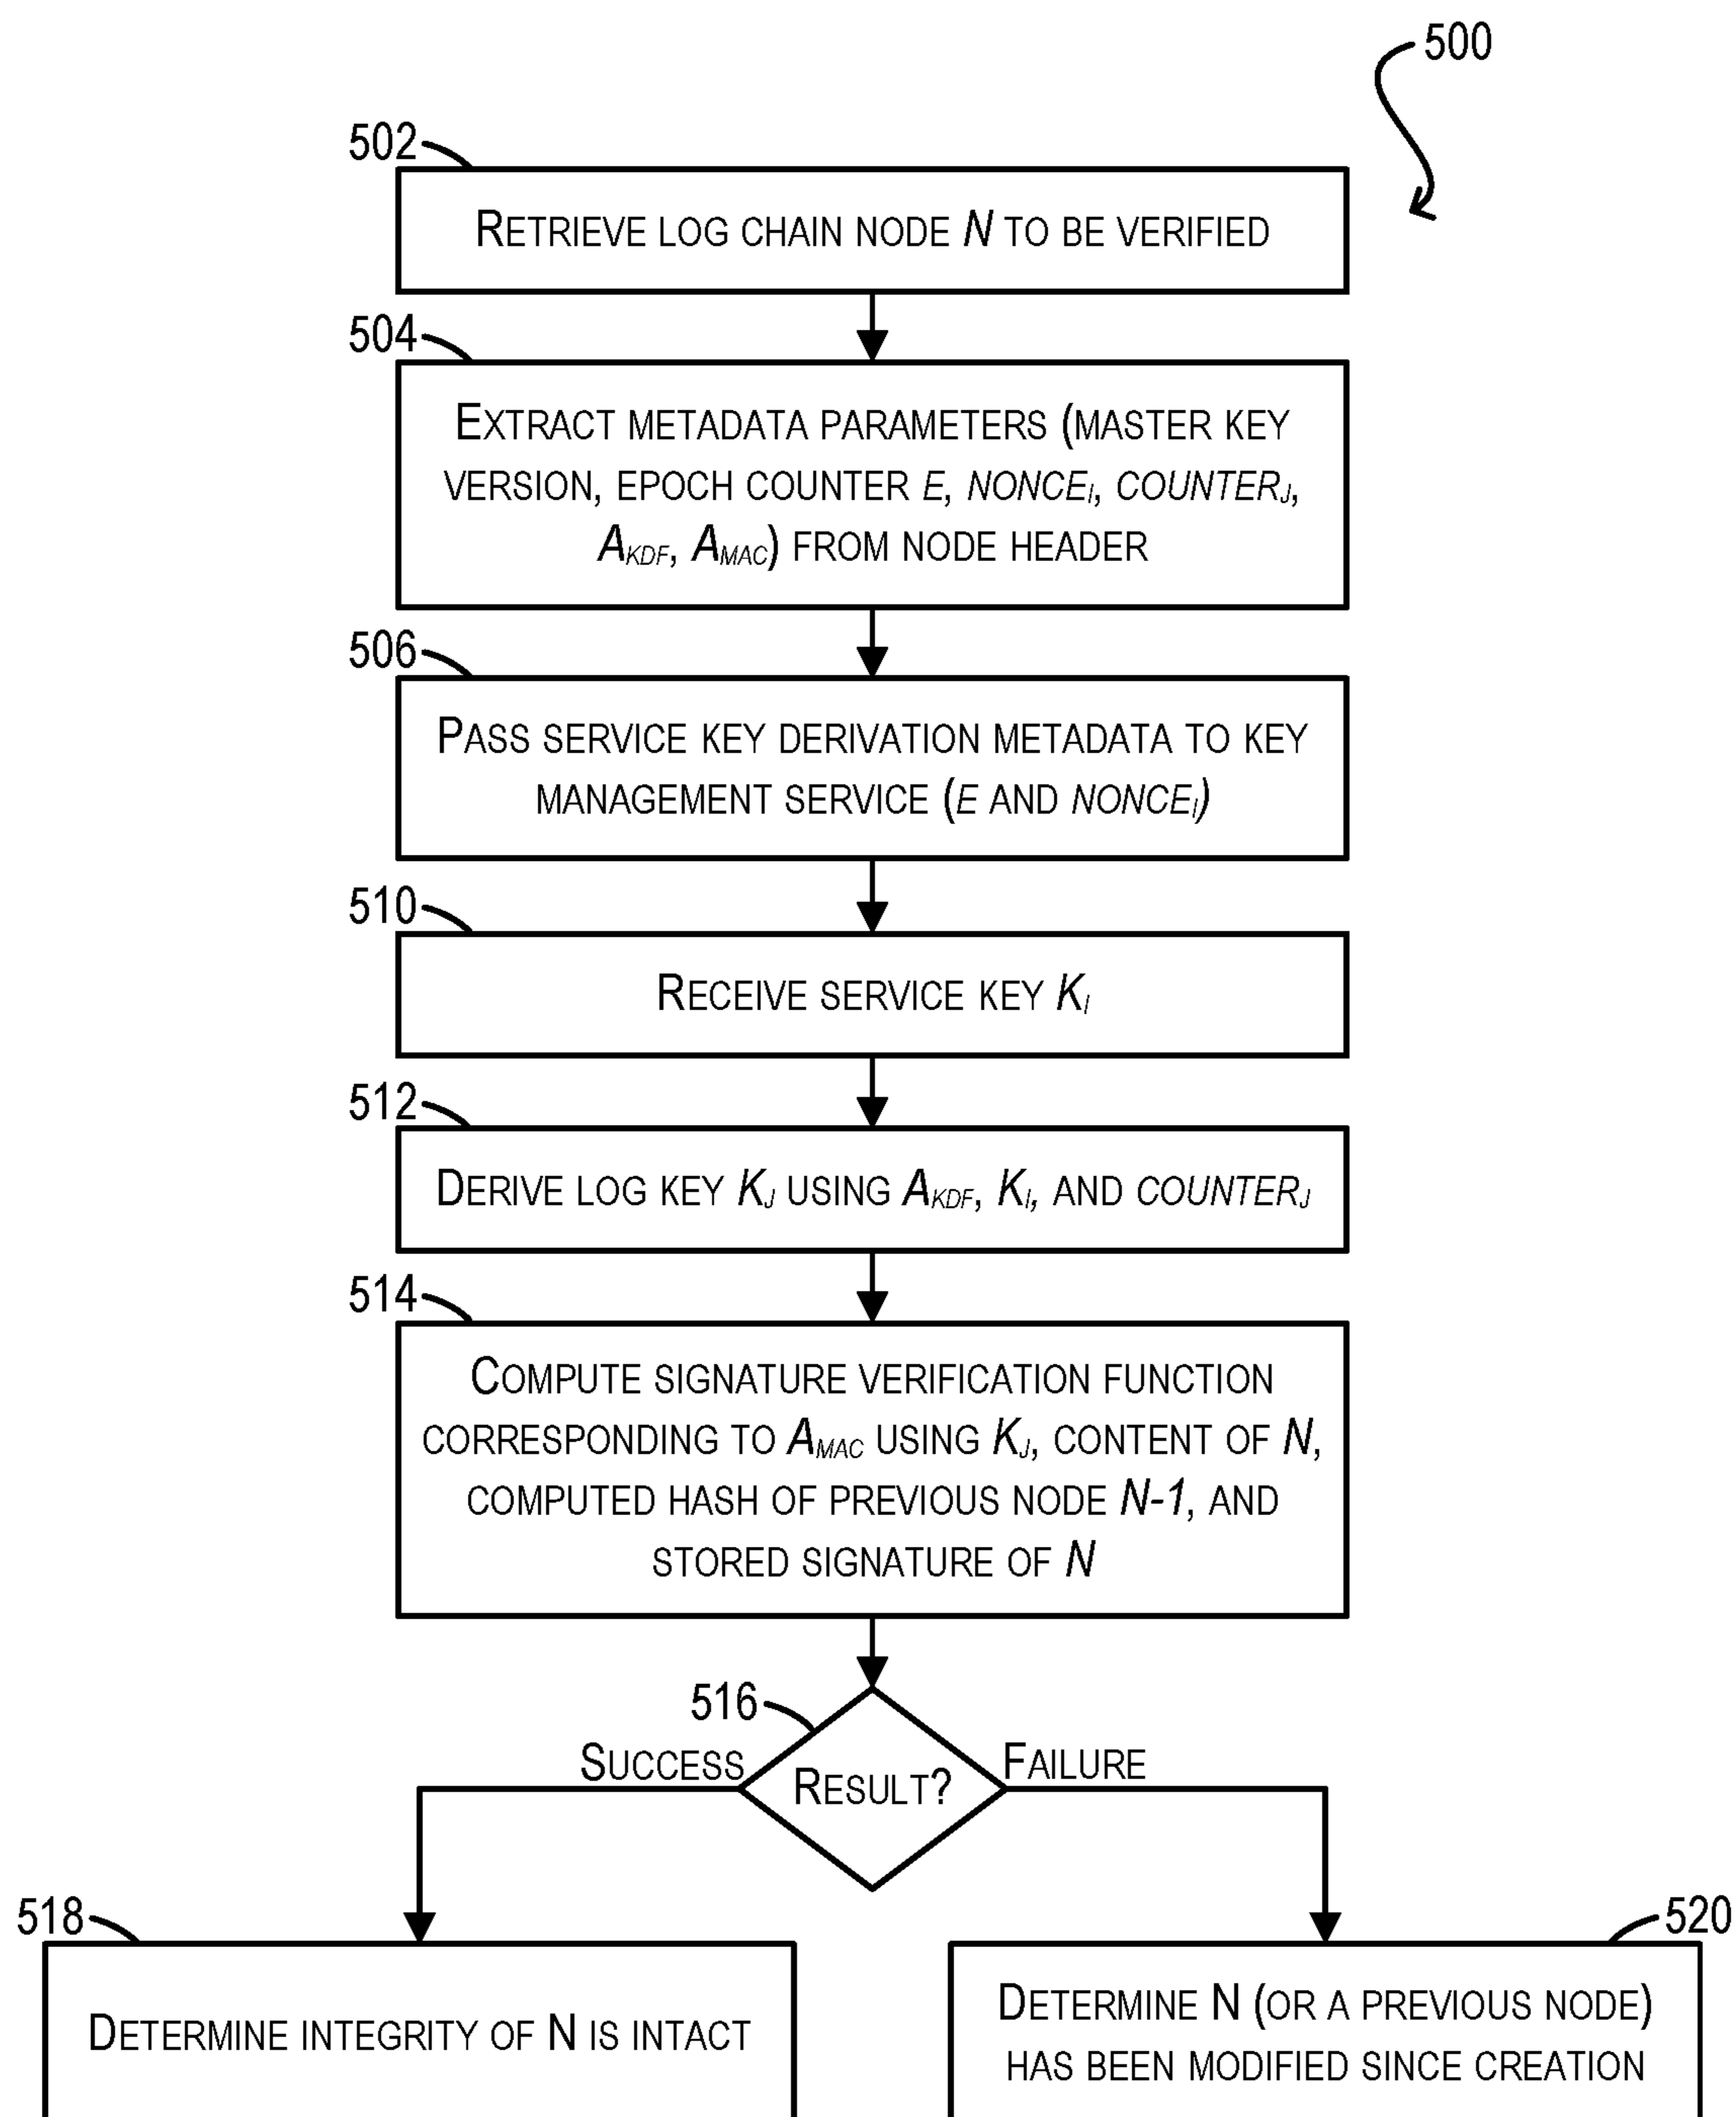 500
502
RETRIEVE LOG CHAIN NODE N TO BE VERIFIED
504
EXTRACT METADATA PARAMETERS (MASTER KEY
VERSION, EPOCH COUNTER E, NONCEI, COUNTERJ,
AKDF, AMAC) FROM NODE HEADER
506
PASS SERVICE KEY DERIVATION METADATA TO KEY
MANAGEMENT SERVICE (E AND NONCEI)
510
RECEIVE SERVICE KEY KI
512
DERIVE LOG KEY KJ USING AKDF, KI, AND COUNTERJ
514
COMPUTE SIGNATURE VERIFICATION FUNCTION
CORRESPONDING TO AMAC USING KJ, CONTENT OF N,
COMPUTED HASH OF PREVIOUS NODE N-1, AND
STORED SIGNATURE OF N
516
SUCCESS
RESULT?
FAILURE
518
DETERMINE INTEGRITY OF N IS INTACT
520
DETERMINE N (OR A PREVIOUS NODE)
HAS BEEN MODIFIED SINCE CREATION